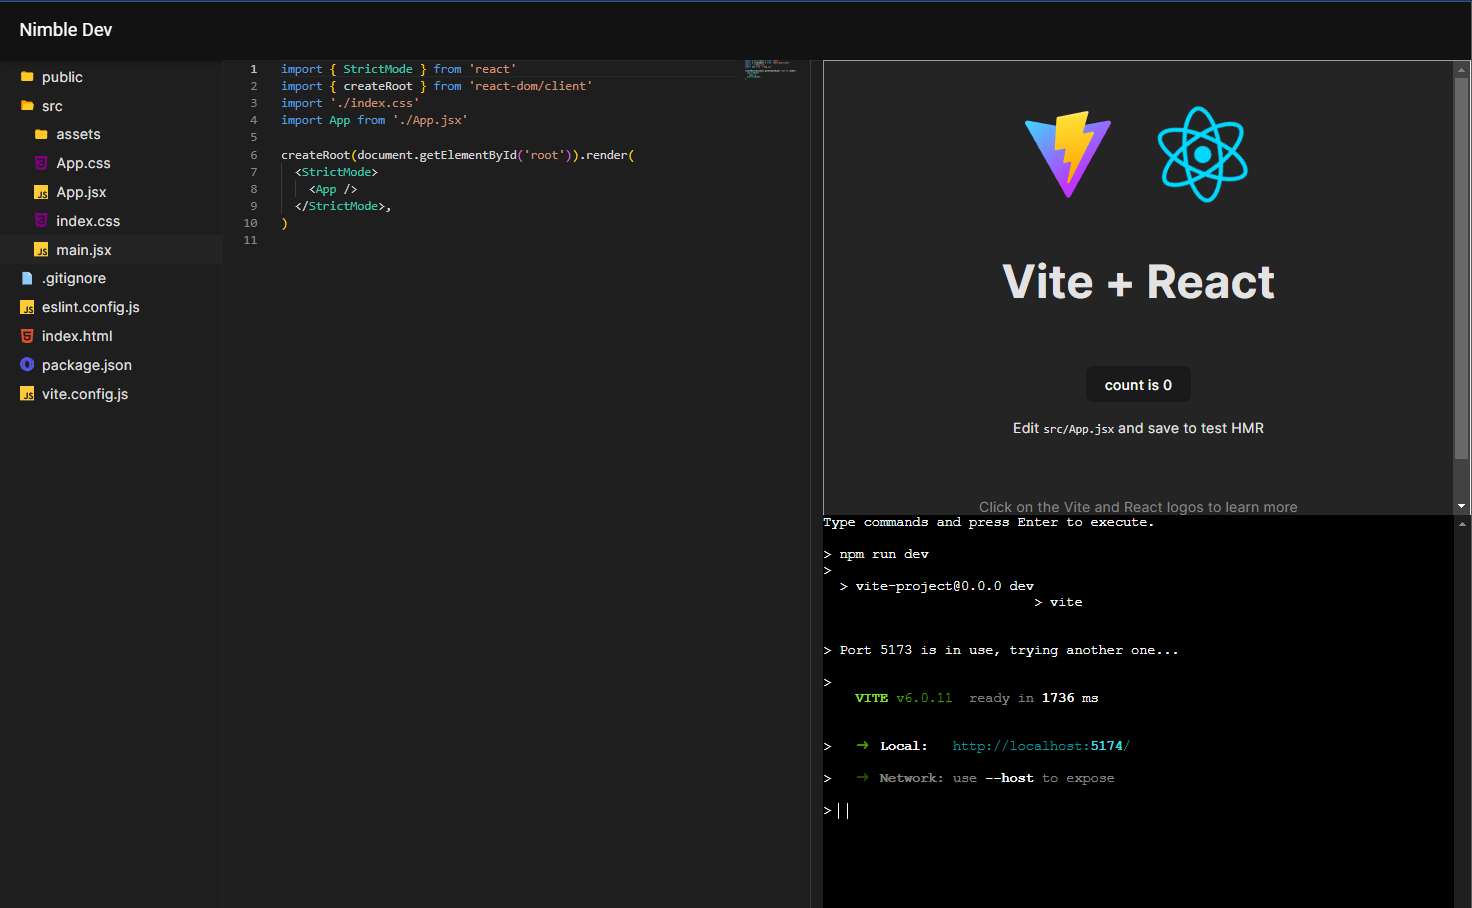 Nimble Dev
public
src
assets
App.css
App.jsx
index.css
main.jsx
.gitignore
eslint.config.js
index.html
package.json
vite.config.js
1 import { StrictMode } from 'react'
2 import { createRoot } from 'react-dom/client'
3 import './index.css'
4 import App from './App.jsx'
5
6 createRoot(document.getElementById('root')).render(
7 <StrictMode>
8 <App />
9 </StrictMode>,
10 )
11
Vite + React
count is 0
Edit src/App.jsx and save to test HMR
Click on the Vite and React logos to learn more
Type commands and press Enter to execute.
> npm run dev
>
> vite-project@0.0.0 dev
> vite
> Port 5173 is in use, trying another one...
>
VITE v6.0.11 ready in 1736 ms
> ➜ Local: http://localhost:5174/
> ➜ Network: use --host to expose
>